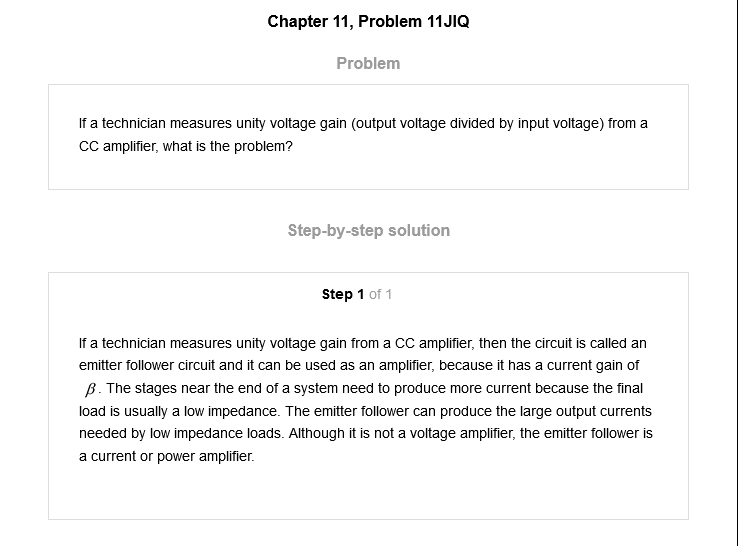 Chapter 11, Problem 11JIQ
Problem
If a technician measures unity voltage gain (output voltage divided by input voltage) from a
CC amplifier, what is the problem?
Step-by-step solution
Step 1 of 1
If a technician measures unity voltage gain from a CC amplifier, then the circuit is called an
emitter follower circuit and it can be used as an amplifier, because it has a current gain of
β. The stages near the end of a system need to produce more current because the final
load is usually a low impedance. The emitter follower can produce the large output currents
needed by low impedance loads. Although it is not a voltage amplifier, the emitter follower is
a current or power amplifier.